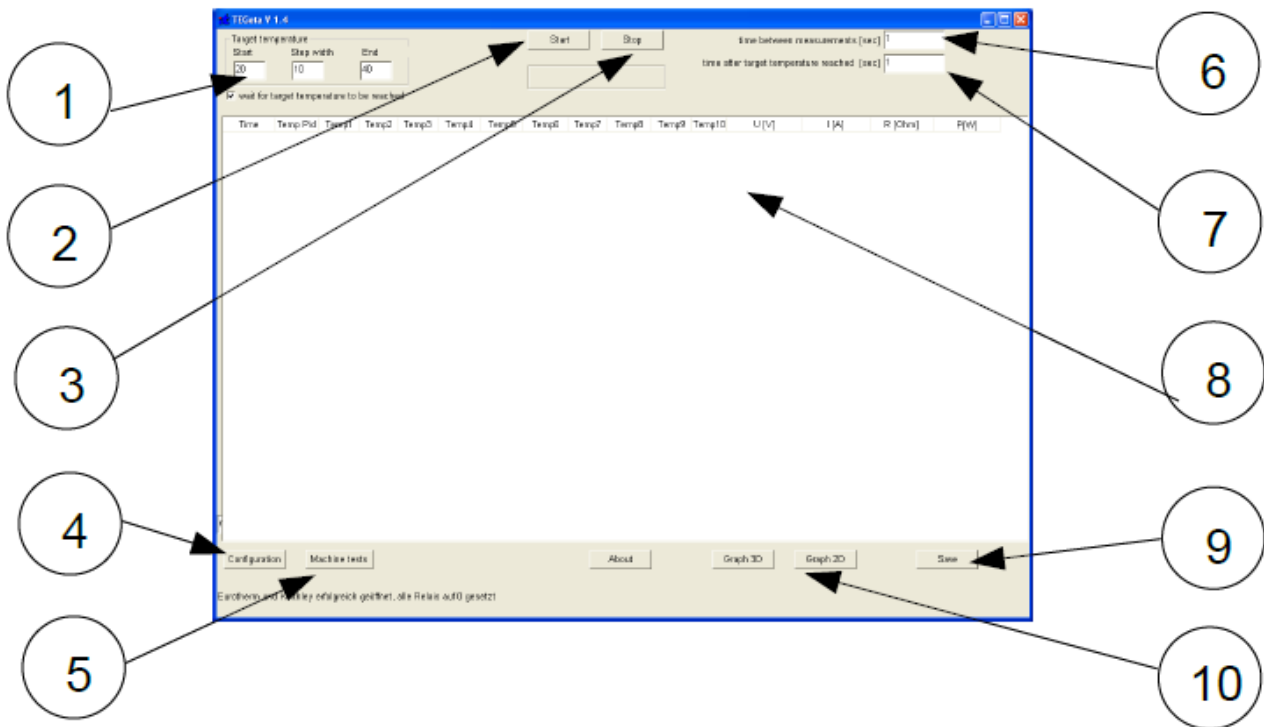 TEGeta V 1.4
Target temperature
Start Step width End
20 10 40
wait for target temperature to be reached
Start Stop
time between measurements [sec] 1
time after target temperature reached [sec] 1
Time Temp Pid Temp1 Temp2 Temp3 Temp4 Temp5 Temp6 Temp7 Temp8 Temp9 Temp10 U [V] I [A] R [Ohm] P[W]
Configuration Machine tests About Graph 3D Graph 2D Save
Eurotherm und Keithley erfolgreich geöffnet, alle Relais auf 0 gesetzt
1
2
3
4
5
6
7
8
9
10